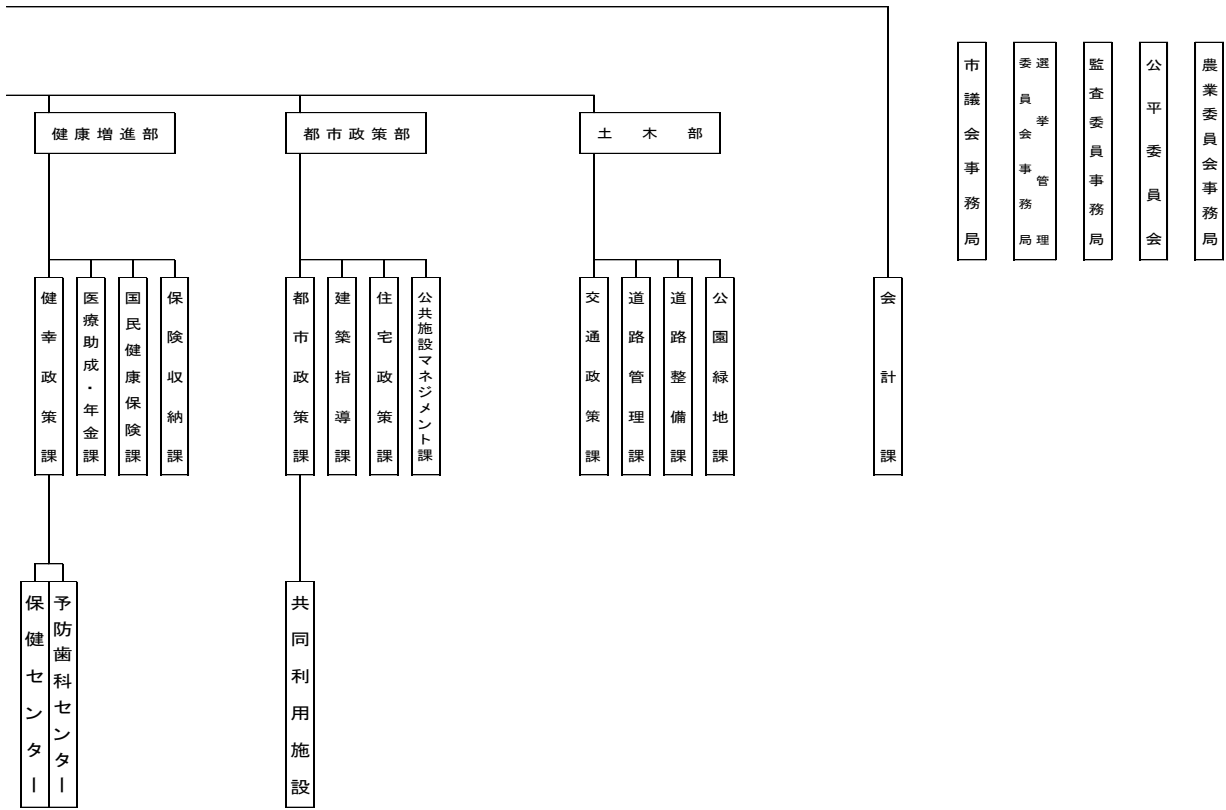 市議会事務局
選挙管理
委員会事務局
監査委員事務局
公平委員会
農業委員会事務局
健康増進部
都市政策部
土木部
健幸政策課
医療助成・年金課
国民健康保険課
保険収納課
都市政策課
建築指導課
住宅政策課
公共施設マネジメント課
交通政策課
道路管理課
道路整備課
公園緑地課
会計課
保健センター
予防歯科センター
共同利用施設